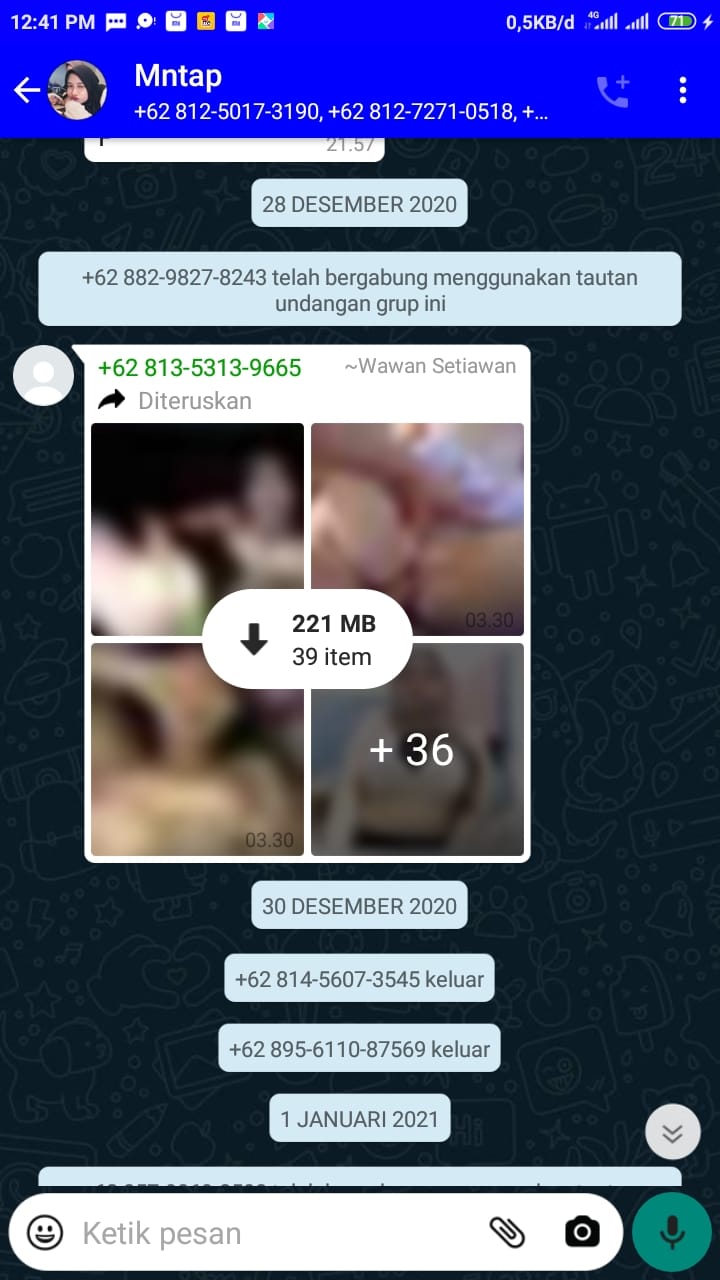 12:41 PM
0,5KB/d
4G
71
Mntap
+62 812-5017-3190, +62 812-7271-0518, +...
21.57
28 DESEMBER 2020
+62 882-9827-8243 telah bergabung menggunakan tautan
undangan grup ini
+62 813-5313-9665
~Wawan Setiawan
Diteruskan
03.30
221 MB
39 item
+ 36
03.30
30 DESEMBER 2020
+62 814-5607-3545 keluar
+62 895-6110-87569 keluar
1 JANUARI 2021
Ketik pesan